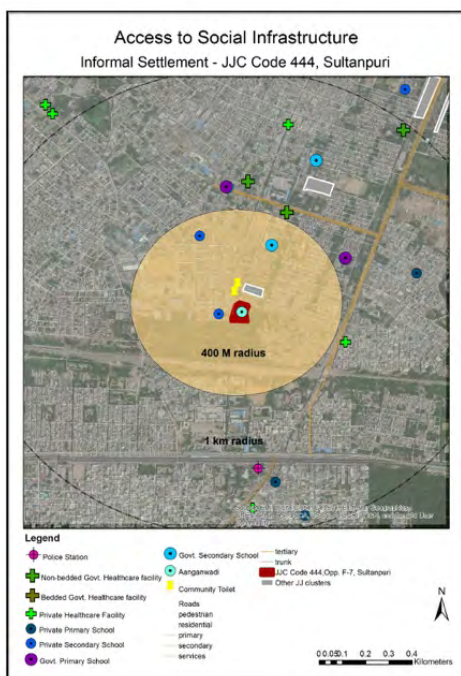 Access to Social Infrastructure
Informal Settlement - JJC Code 444, Sultanpuri
400 M radius
1 km radius
Legend
Police Station
Non-bedded Govt. Healthcare facility
Bedded Govt. Healthcare facility
Private Healthcare Facility
Private Primary School
Private Secondary School
Govt. Primary School
Govt. Secondary School
Aanganwadi
Community Toilet
Roads
pedestrian
residential
primary
secondary
services
tertiary
trunk
JJC Code 444,Opp. F-7, Sultanpuri
Other JJ clusters
N
0 0.05 0.1 0.2 0.3 0.4
Kilometers